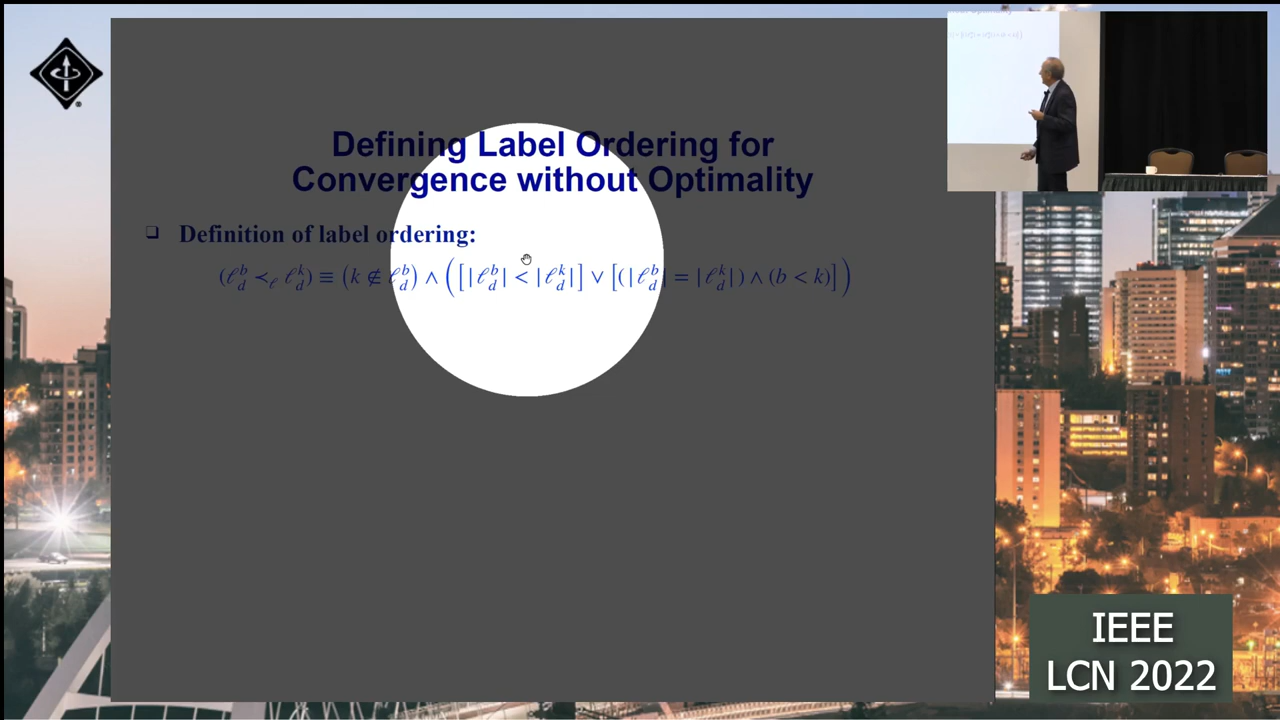 Defining Label Ordering for
Convergence without Optimality
❑ Definition of label ordering:
(ℓ_d^b ≺_ℓ ℓ_d^k) ≡ (k ∉ ℓ_d^b) ∧ ([|ℓ_d^b| < |ℓ_d^k|] ∨ [(|ℓ_d^b| = |ℓ_d^k|) ∧ (b < k)])
IEEE
LCN 2022